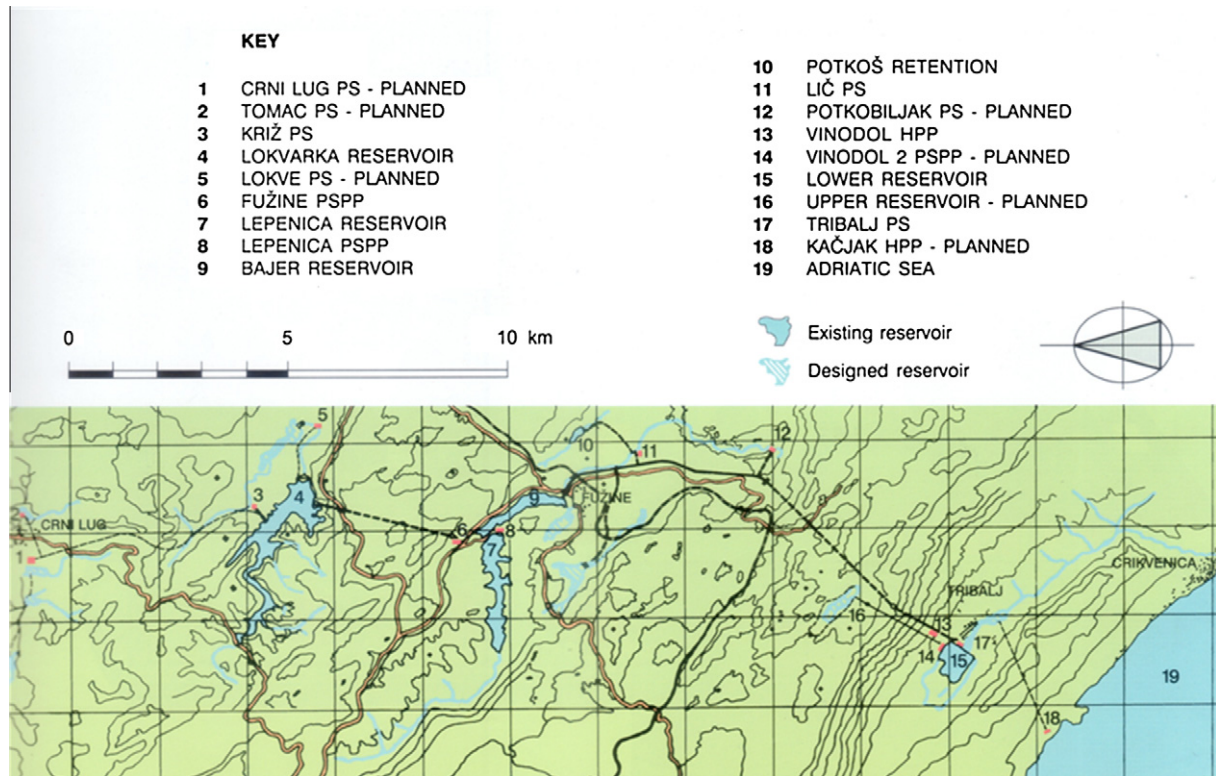 KEY
1 CRNI LUG PS - PLANNED
2 TOMAC PS - PLANNED
3 KRIŽ PS
4 LOKVARKA RESERVOIR
5 LOKVE PS - PLANNED
6 FUŽINE PSPP
7 LEPENICA RESERVOIR
8 LEPENICA PSPP
9 BAJER RESERVOIR
10 POTKOŠ RETENTION
11 LIČ PS
12 POTKOBILJAK PS - PLANNED
13 VINODOL HPP
14 VINODOL 2 PSPP - PLANNED
15 LOWER RESERVOIR
16 UPPER RESERVOIR - PLANNED
17 TRIBALJ PS
18 KAČJAK HPP - PLANNED
19 ADRIATIC SEA
0 5 10 km
Existing reservoir
Designed reservoir
5
10
11
12
3
4
9
FUŽINE
2
CRNI LUG
6
8
7
1
CRIKVENICA
TRIBALJ
16
13
14
15
17
19
18